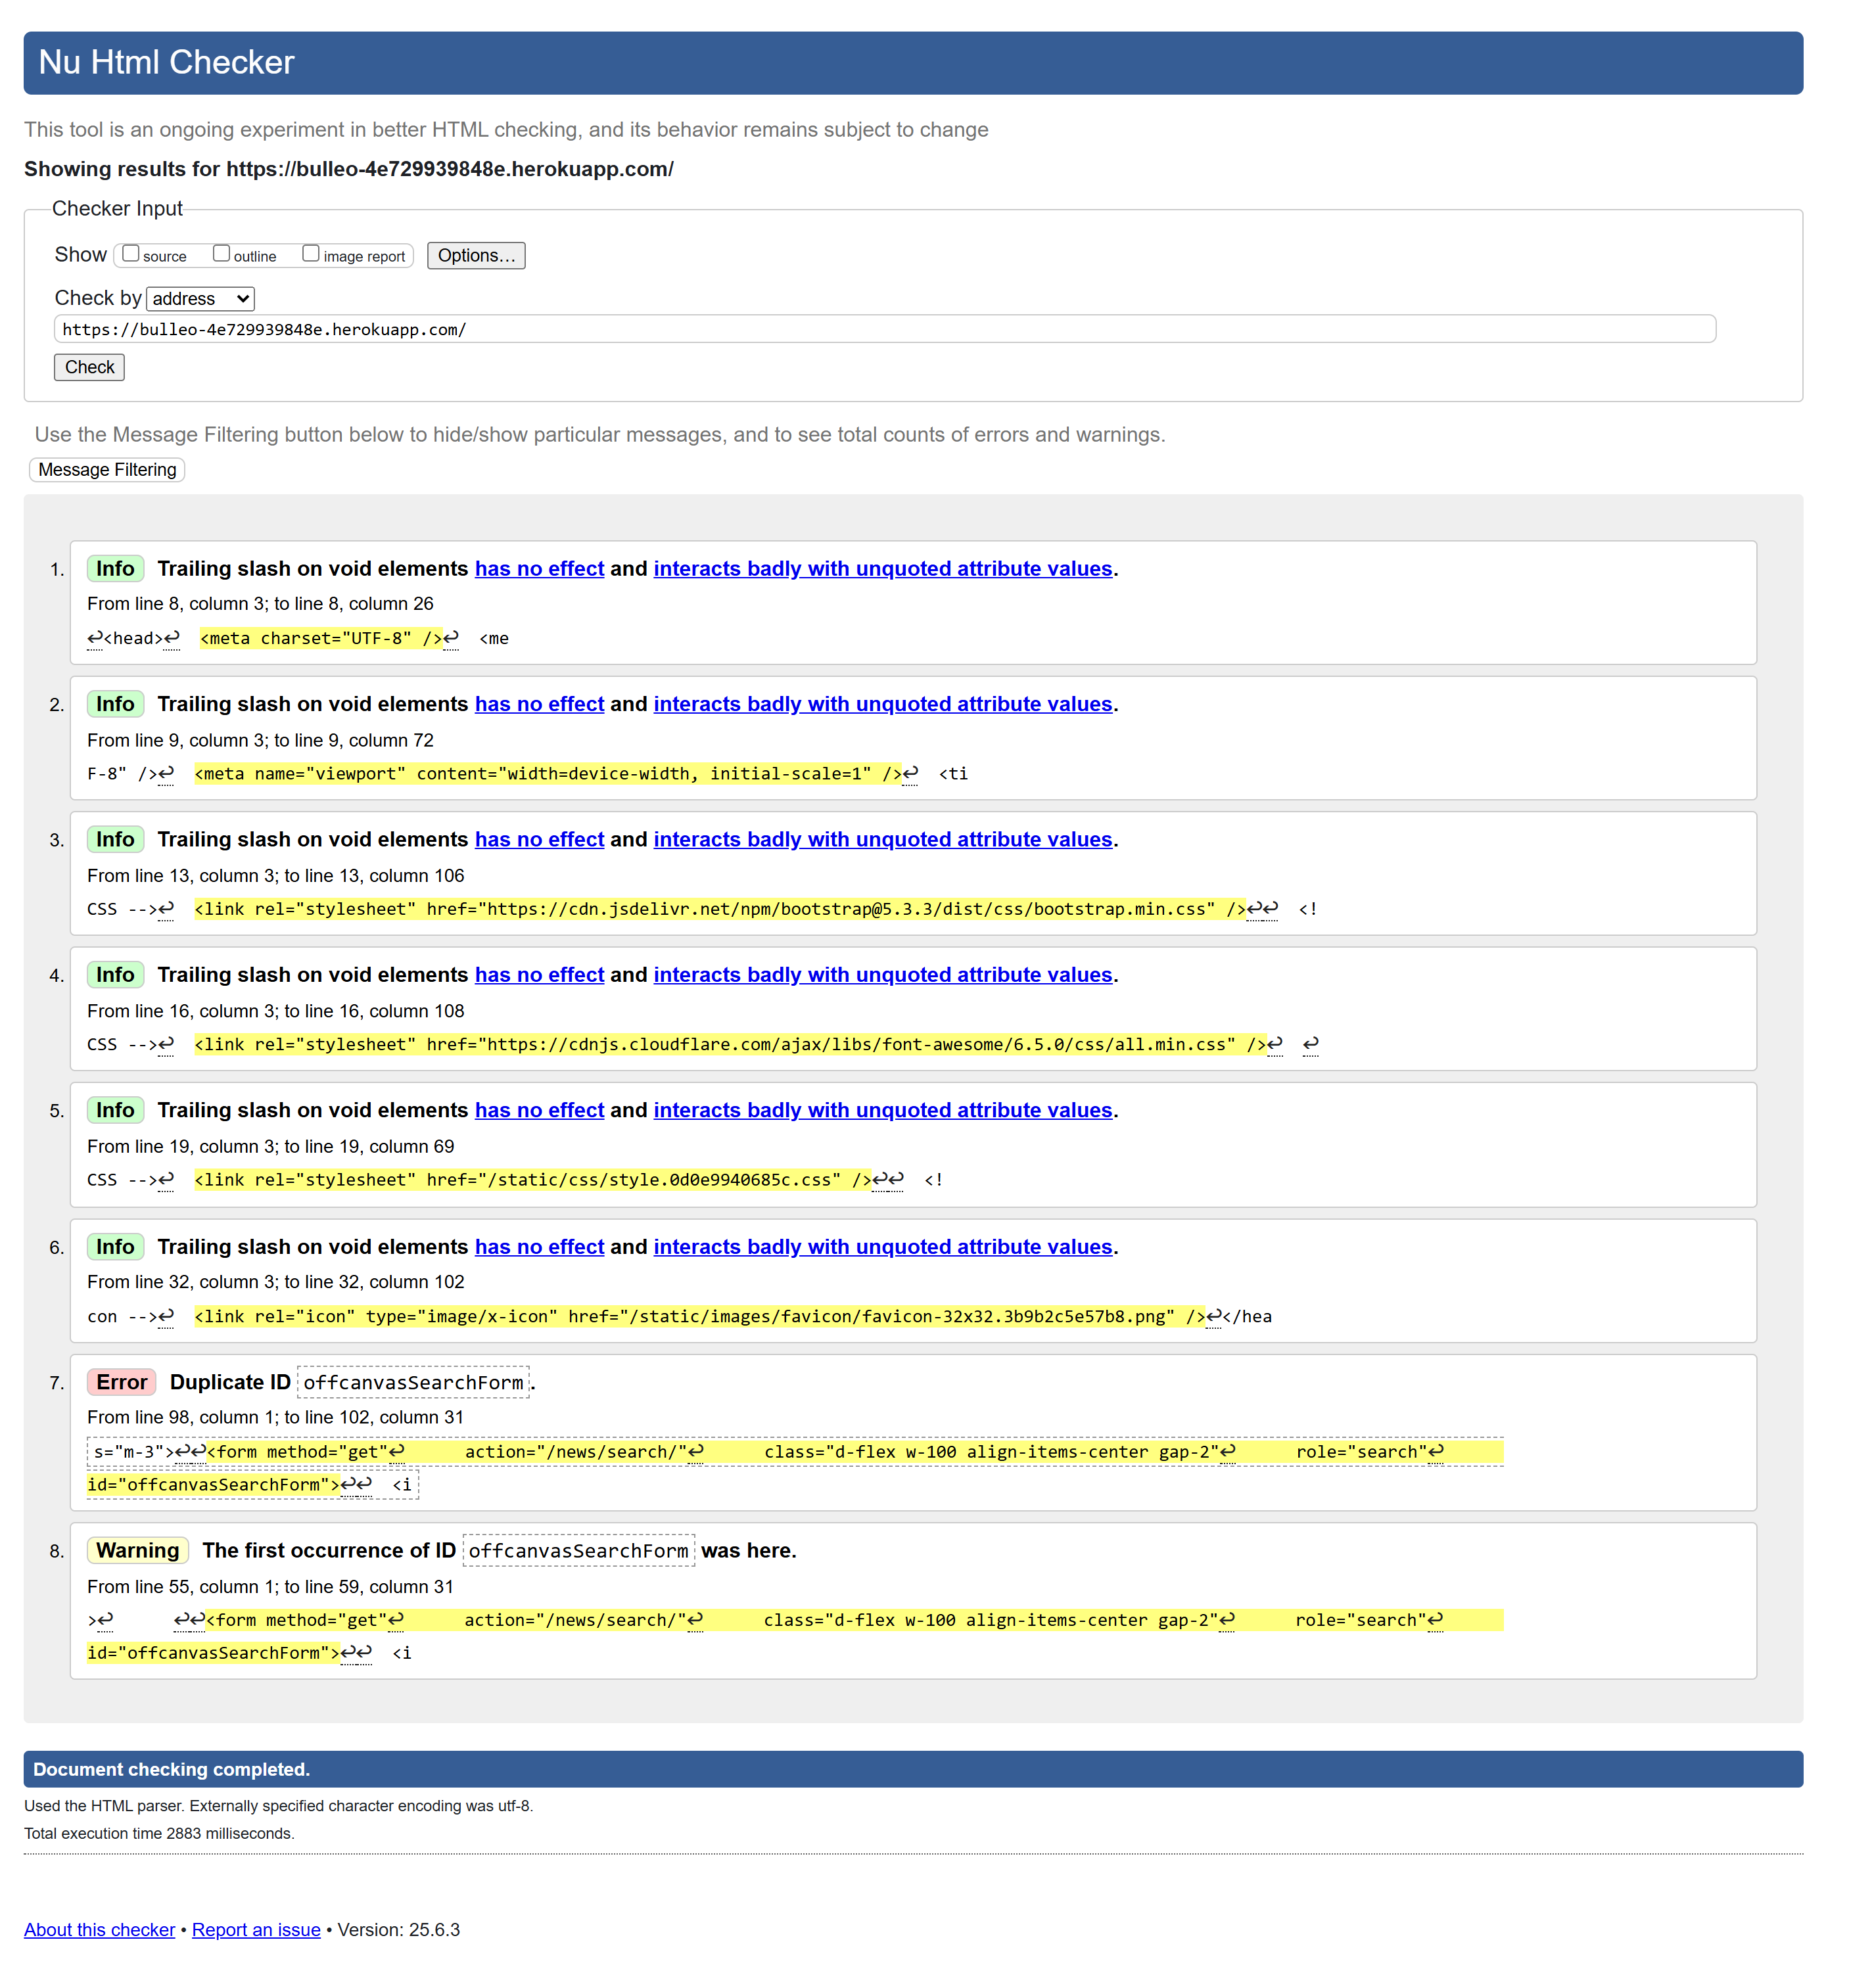 Nu Html Checker
This tool is an ongoing experiment in better HTML checking, and its behavior remains subject to change
Showing results for https://bulleo-4e729939848e.herokuapp.com/
Checker Input
Show source outline image report Options...
Check by address
https://bulleo-4e729939848e.herokuapp.com/
Check
Use the Message Filtering button below to hide/show particular messages, and to see total counts of errors and warnings.
Message Filtering
1. Info Trailing slash on void elements has no effect and interacts badly with unquoted attribute values.
From line 8, column 3; to line 8, column 26
↩<head>↩ <meta charset="UTF-8" />↩ <me
2. Info Trailing slash on void elements has no effect and interacts badly with unquoted attribute values.
From line 9, column 3; to line 9, column 72
F-8" />↩ <meta name="viewport" content="width=device-width, initial-scale=1" />↩ <ti
3. Info Trailing slash on void elements has no effect and interacts badly with unquoted attribute values.
From line 13, column 3; to line 13, column 106
CSS -->↩ <link rel="stylesheet" href="https://cdn.jsdelivr.net/npm/bootstrap@5.3.3/dist/css/bootstrap.min.css" />↩↩ <!
4. Info Trailing slash on void elements has no effect and interacts badly with unquoted attribute values.
From line 16, column 3; to line 16, column 108
CSS -->↩ <link rel="stylesheet" href="https://cdnjs.cloudflare.com/ajax/libs/font-awesome/6.5.0/css/all.min.css" />↩ ↩
5. Info Trailing slash on void elements has no effect and interacts badly with unquoted attribute values.
From line 19, column 3; to line 19, column 69
CSS -->↩ <link rel="stylesheet" href="/static/css/style.0d0e9940685c.css" />↩↩ <!
6. Info Trailing slash on void elements has no effect and interacts badly with unquoted attribute values.
From line 32, column 3; to line 32, column 102
con -->↩ <link rel="icon" type="image/x-icon" href="/static/images/favicon/favicon-32x32.3b9b2c5e57b8.png" />↩</hea
7. Error Duplicate ID offcanvasSearchForm.
From line 98, column 1; to line 102, column 31
s="m-3">↩↩<form method="get"↩ action="/news/search/"↩ class="d-flex w-100 align-items-center gap-2"↩ role="search"↩
id="offcanvasSearchForm">↩↩ <i
8. Warning The first occurrence of ID offcanvasSearchForm was here.
From line 55, column 1; to line 59, column 31
>↩ ↩↩<form method="get"↩ action="/news/search/"↩ class="d-flex w-100 align-items-center gap-2"↩ role="search"↩
id="offcanvasSearchForm">↩↩ <i
Document checking completed.
Used the HTML parser. Externally specified character encoding was utf-8.
Total execution time 2883 milliseconds.
About this checker • Report an issue • Version: 25.6.3